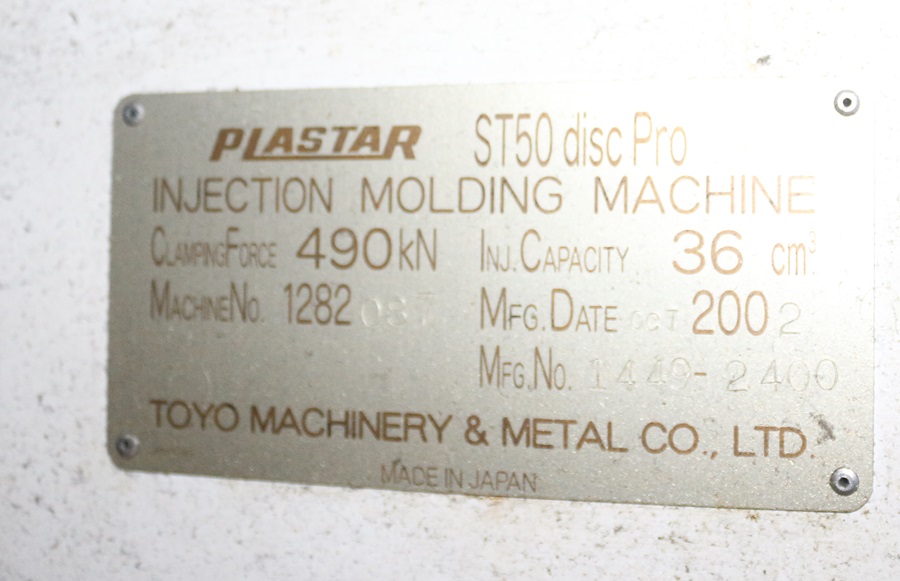 PLASTAR ST50 disc Pro
INJECTION MOLDING MACHINE
CLAMPING FORCE 490kN INJ. CAPACITY 36 cm³
MACHINE NO. 1282 087 MFG. DATE OCT 2002
MFG. NO. 1449-2400
TOYO MACHINERY & METAL CO., LTD.
MADE IN JAPAN